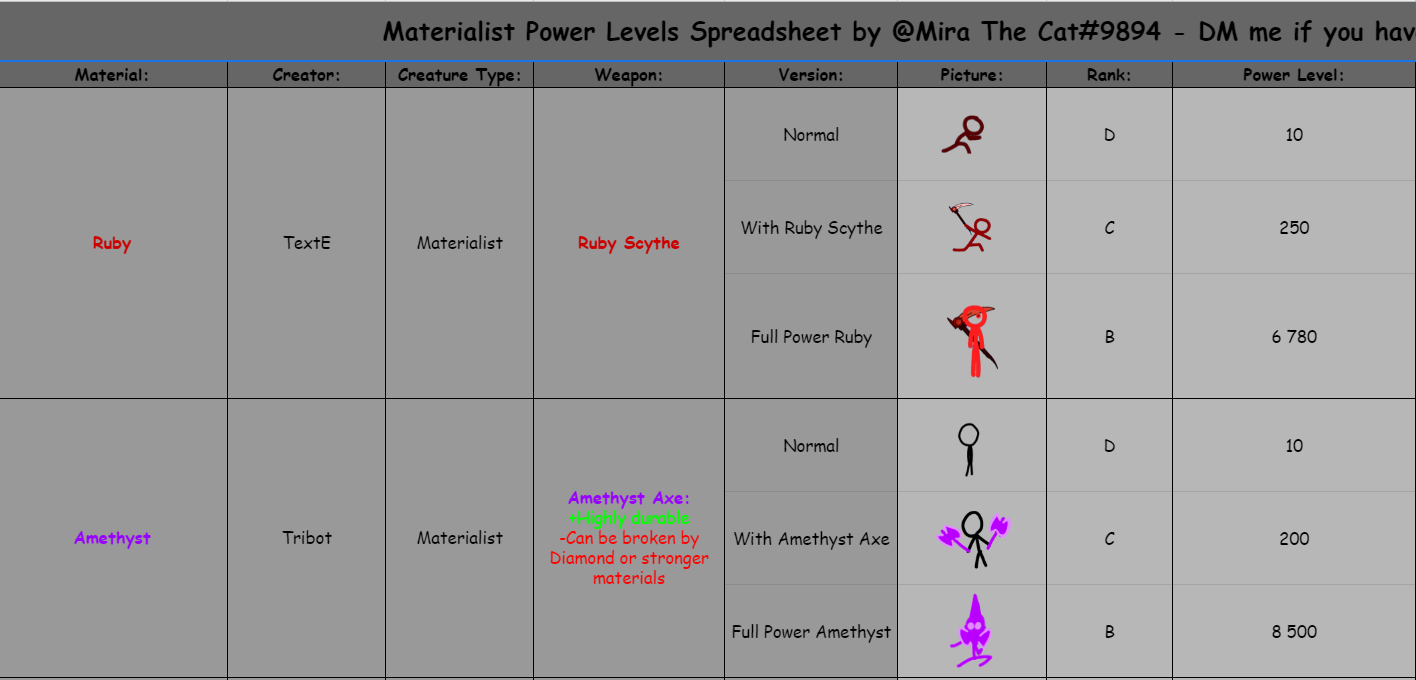 Materialist Power Levels Spreadsheet by @Mira The Cat#9894 - DM me if you hav
Material: Creator: Creature Type: Weapon: Version: Picture: Rank: Power Level:
Normal D 10
With Ruby Scythe C 250
Ruby TextE Materialist Ruby Scythe
Full Power Ruby B 6 780
Normal D 10
Amethyst Axe:
+Highly durable
Amethyst Tribot Materialist -Can be broken by With Amethyst Axe C 200
Diamond or stronger
materials
Full Power Amethyst B 8 500